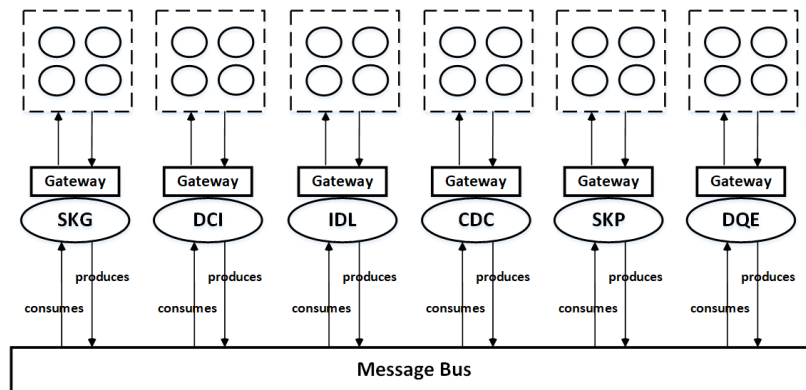 Gateway Gateway Gateway Gateway Gateway Gateway
SKG DCI IDL CDC SKP DQE
produces produces produces produces produces produces
consumes consumes consumes consumes consumes consumes
Message Bus